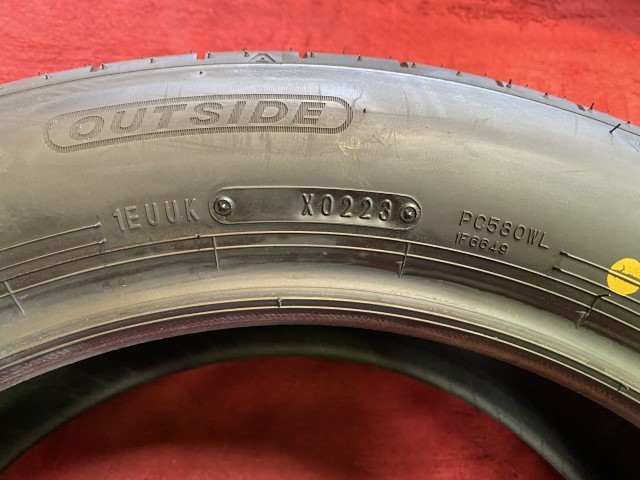 OUTSIDE
1EUUK X0223 PC580WL
1F6649